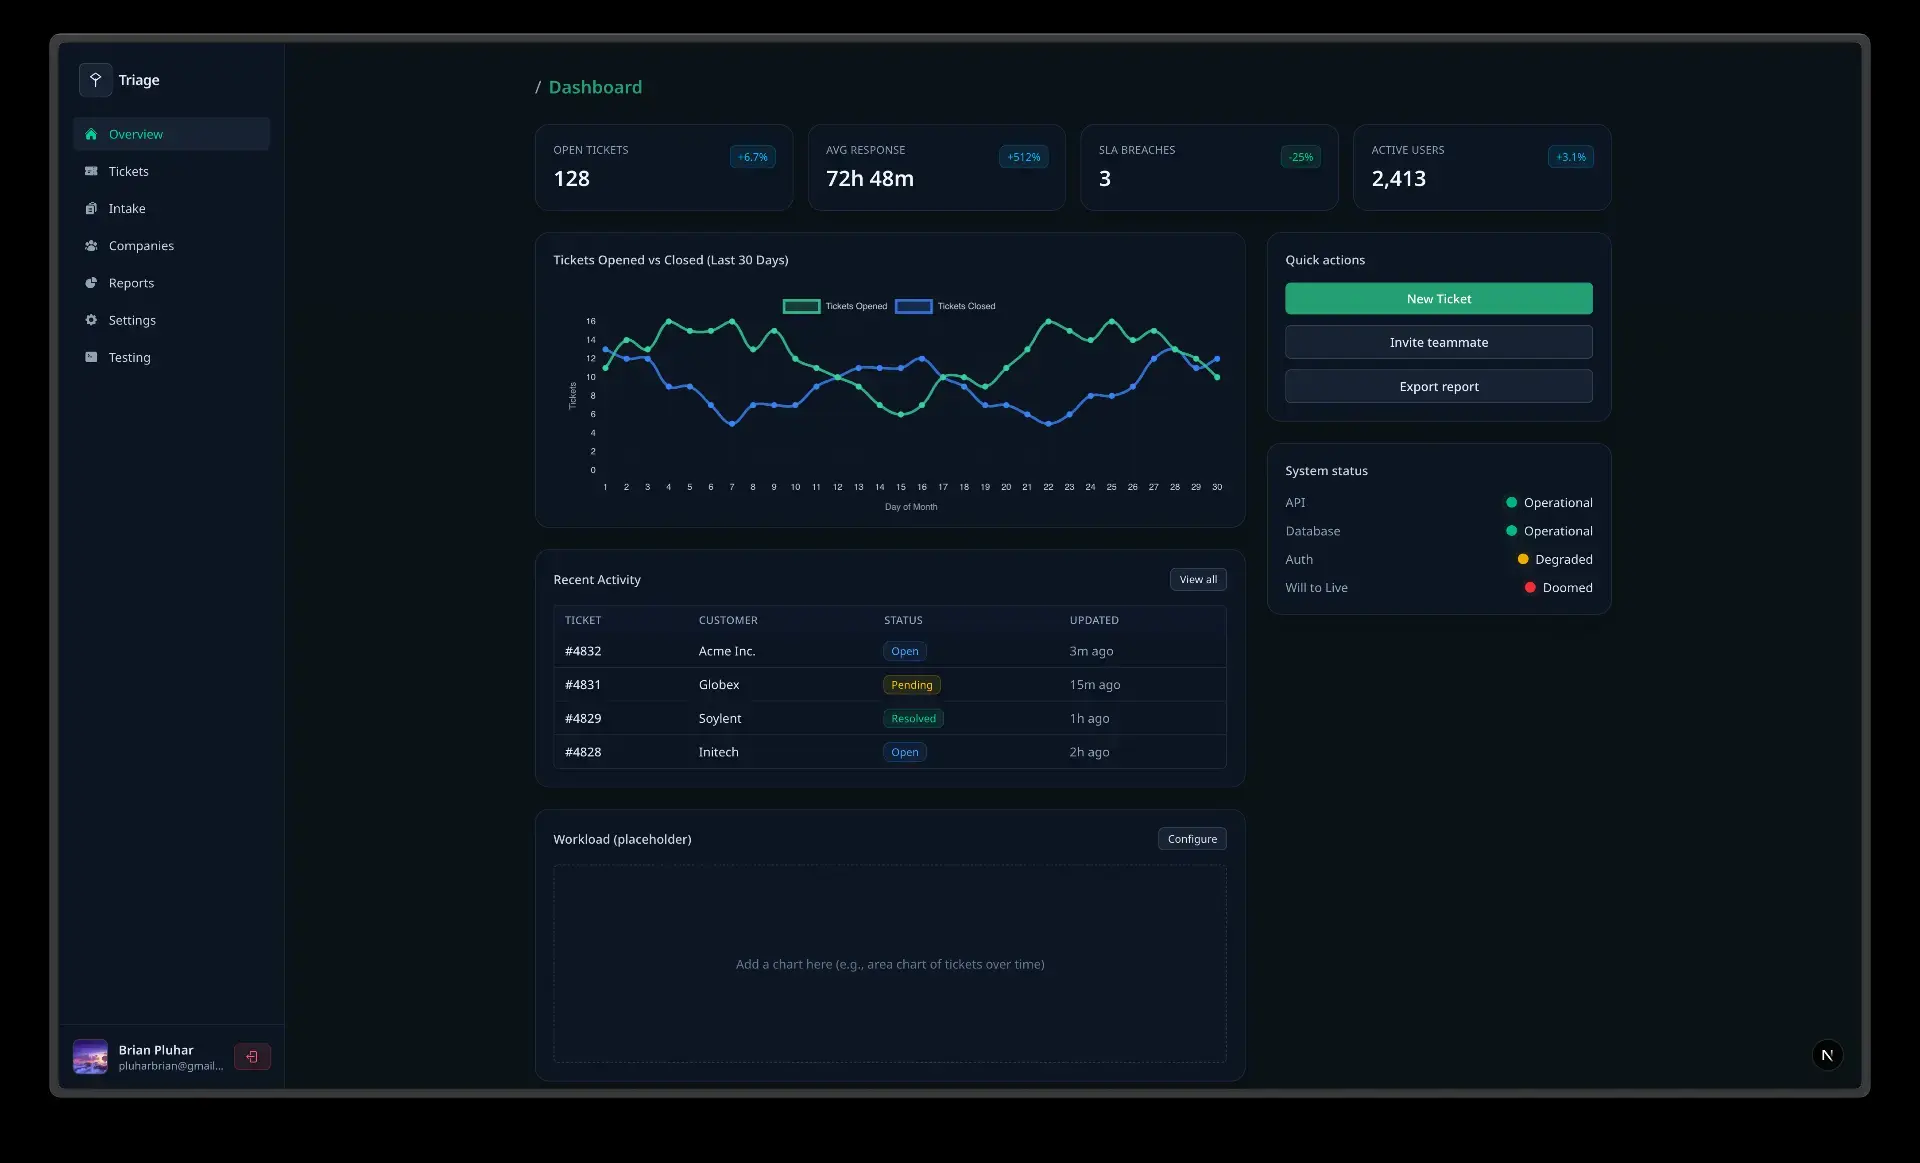 Triage
Overview
Tickets
Intake
Companies
Reports
Settings
Testing
Brian Pluhar
pluharbrian@gmail...
/ Dashboard
OPEN TICKETS
128
+6.7%
AVG RESPONSE
72h 48m
+512%
SLA BREACHES
3
-25%
ACTIVE USERS
2,413
+3.1%
Tickets Opened vs Closed (Last 30 Days)
Tickets Opened Tickets Closed
Tickets
16
14
12
10
8
6
4
2
0
1 2 3 4 5 6 7 8 9 10 11 12 13 14 15 16 17 18 19 20 21 22 23 24 25 26 27 28 29 30
Day of Month
Recent Activity
View all
TICKET CUSTOMER STATUS UPDATED
#4832 Acme Inc. Open 3m ago
#4831 Globex Pending 15m ago
#4829 Soylent Resolved 1h ago
#4828 Initech Open 2h ago
Workload (placeholder)
Configure
Add a chart here (e.g., area chart of tickets over time)
Quick actions
New Ticket
Invite teammate
Export report
System status
API Operational
Database Operational
Auth Degraded
Will to Live Doomed
N